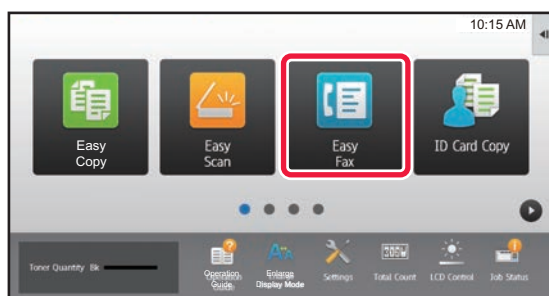 10:15 AM
Easy
Copy
Easy
Scan
Easy
Fax
ID Card Copy
Toner Quantity Bk
Operation
Guide
Enlarge
Display Mode
Settings
Total Count
LCD Control
Job Status